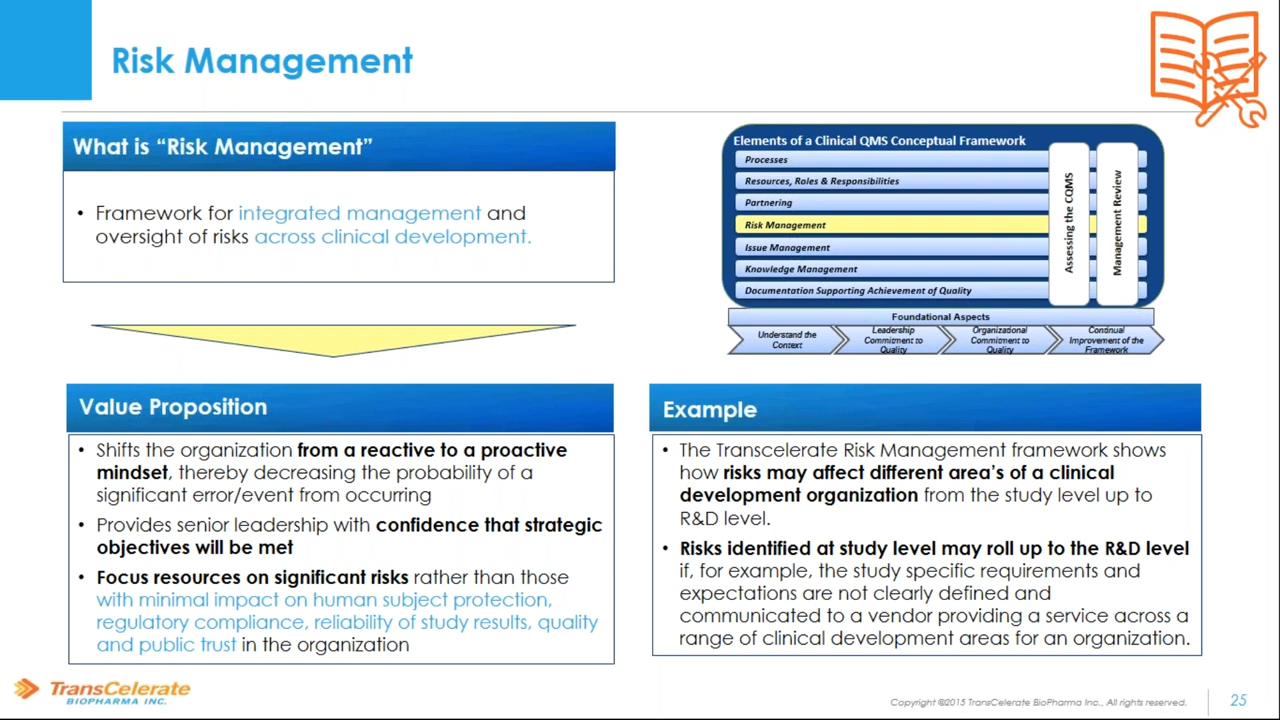 Risk Management
What is “Risk Management”
• Framework for integrated management and
oversight of risks across clinical development.
Elements of a Clinical QMS Conceptual Framework
Processes
Resources, Roles & Responsibilities
Partnering
Risk Management
Issue Management
Knowledge Management
Documentation Supporting Achievement of Quality
Assessing the CQMS
Management Review
Foundational Aspects
Understand the
Context
Leadership
Commitment to
Quality
Organizational
Commitment to
Quality
Continual
Improvement of the
Framework
Value Proposition
• Shifts the organization from a reactive to a proactive
mindset, thereby decreasing the probability of a
significant error/event from occurring
• Provides senior leadership with confidence that strategic
objectives will be met
• Focus resources on significant risks rather than those
with minimal impact on human subject protection,
regulatory compliance, reliability of study results, quality
and public trust in the organization
Example
• The Transcelerate Risk Management framework shows
how risks may affect different area’s of a clinical
development organization from the study level up to
R&D level.
• Risks identified at study level may roll up to the R&D level
if, for example, the study specific requirements and
expectations are not clearly defined and
communicated to a vendor providing a service across a
range of clinical development areas for an organization.
TransCelerate
BIOPHARMA INC.
Copyright ©2015 TransCelerate BioPharma Inc., All rights reserved.
25